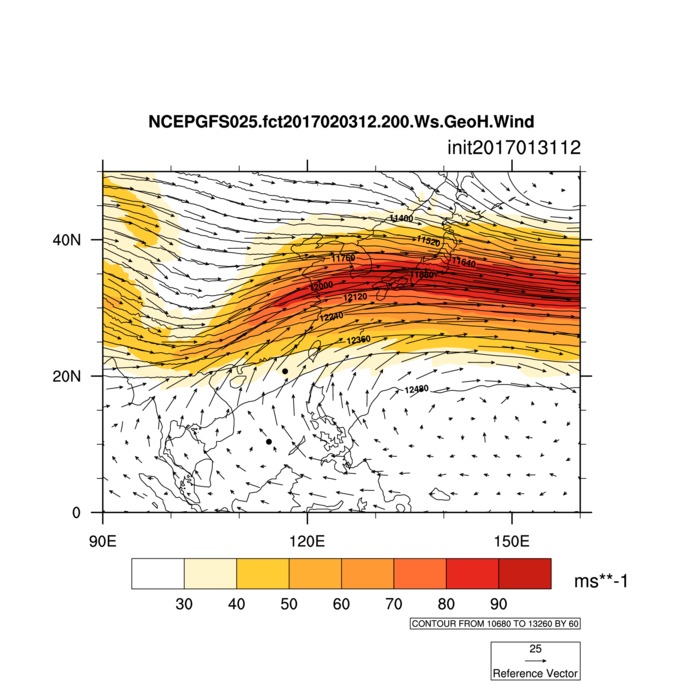 NCEPGFS025.fct2017020312.200.Ws.GeoH.Wind
init2017013112
11400
11520
40N
11760
11640
11880
12000
12120
12240
12360
20N
12480
0
90E 120E 150E
ms**-1
30 40 50 60 70 80 90
CONTOUR FROM 10680 TO 13260 BY 60
25
Reference Vector